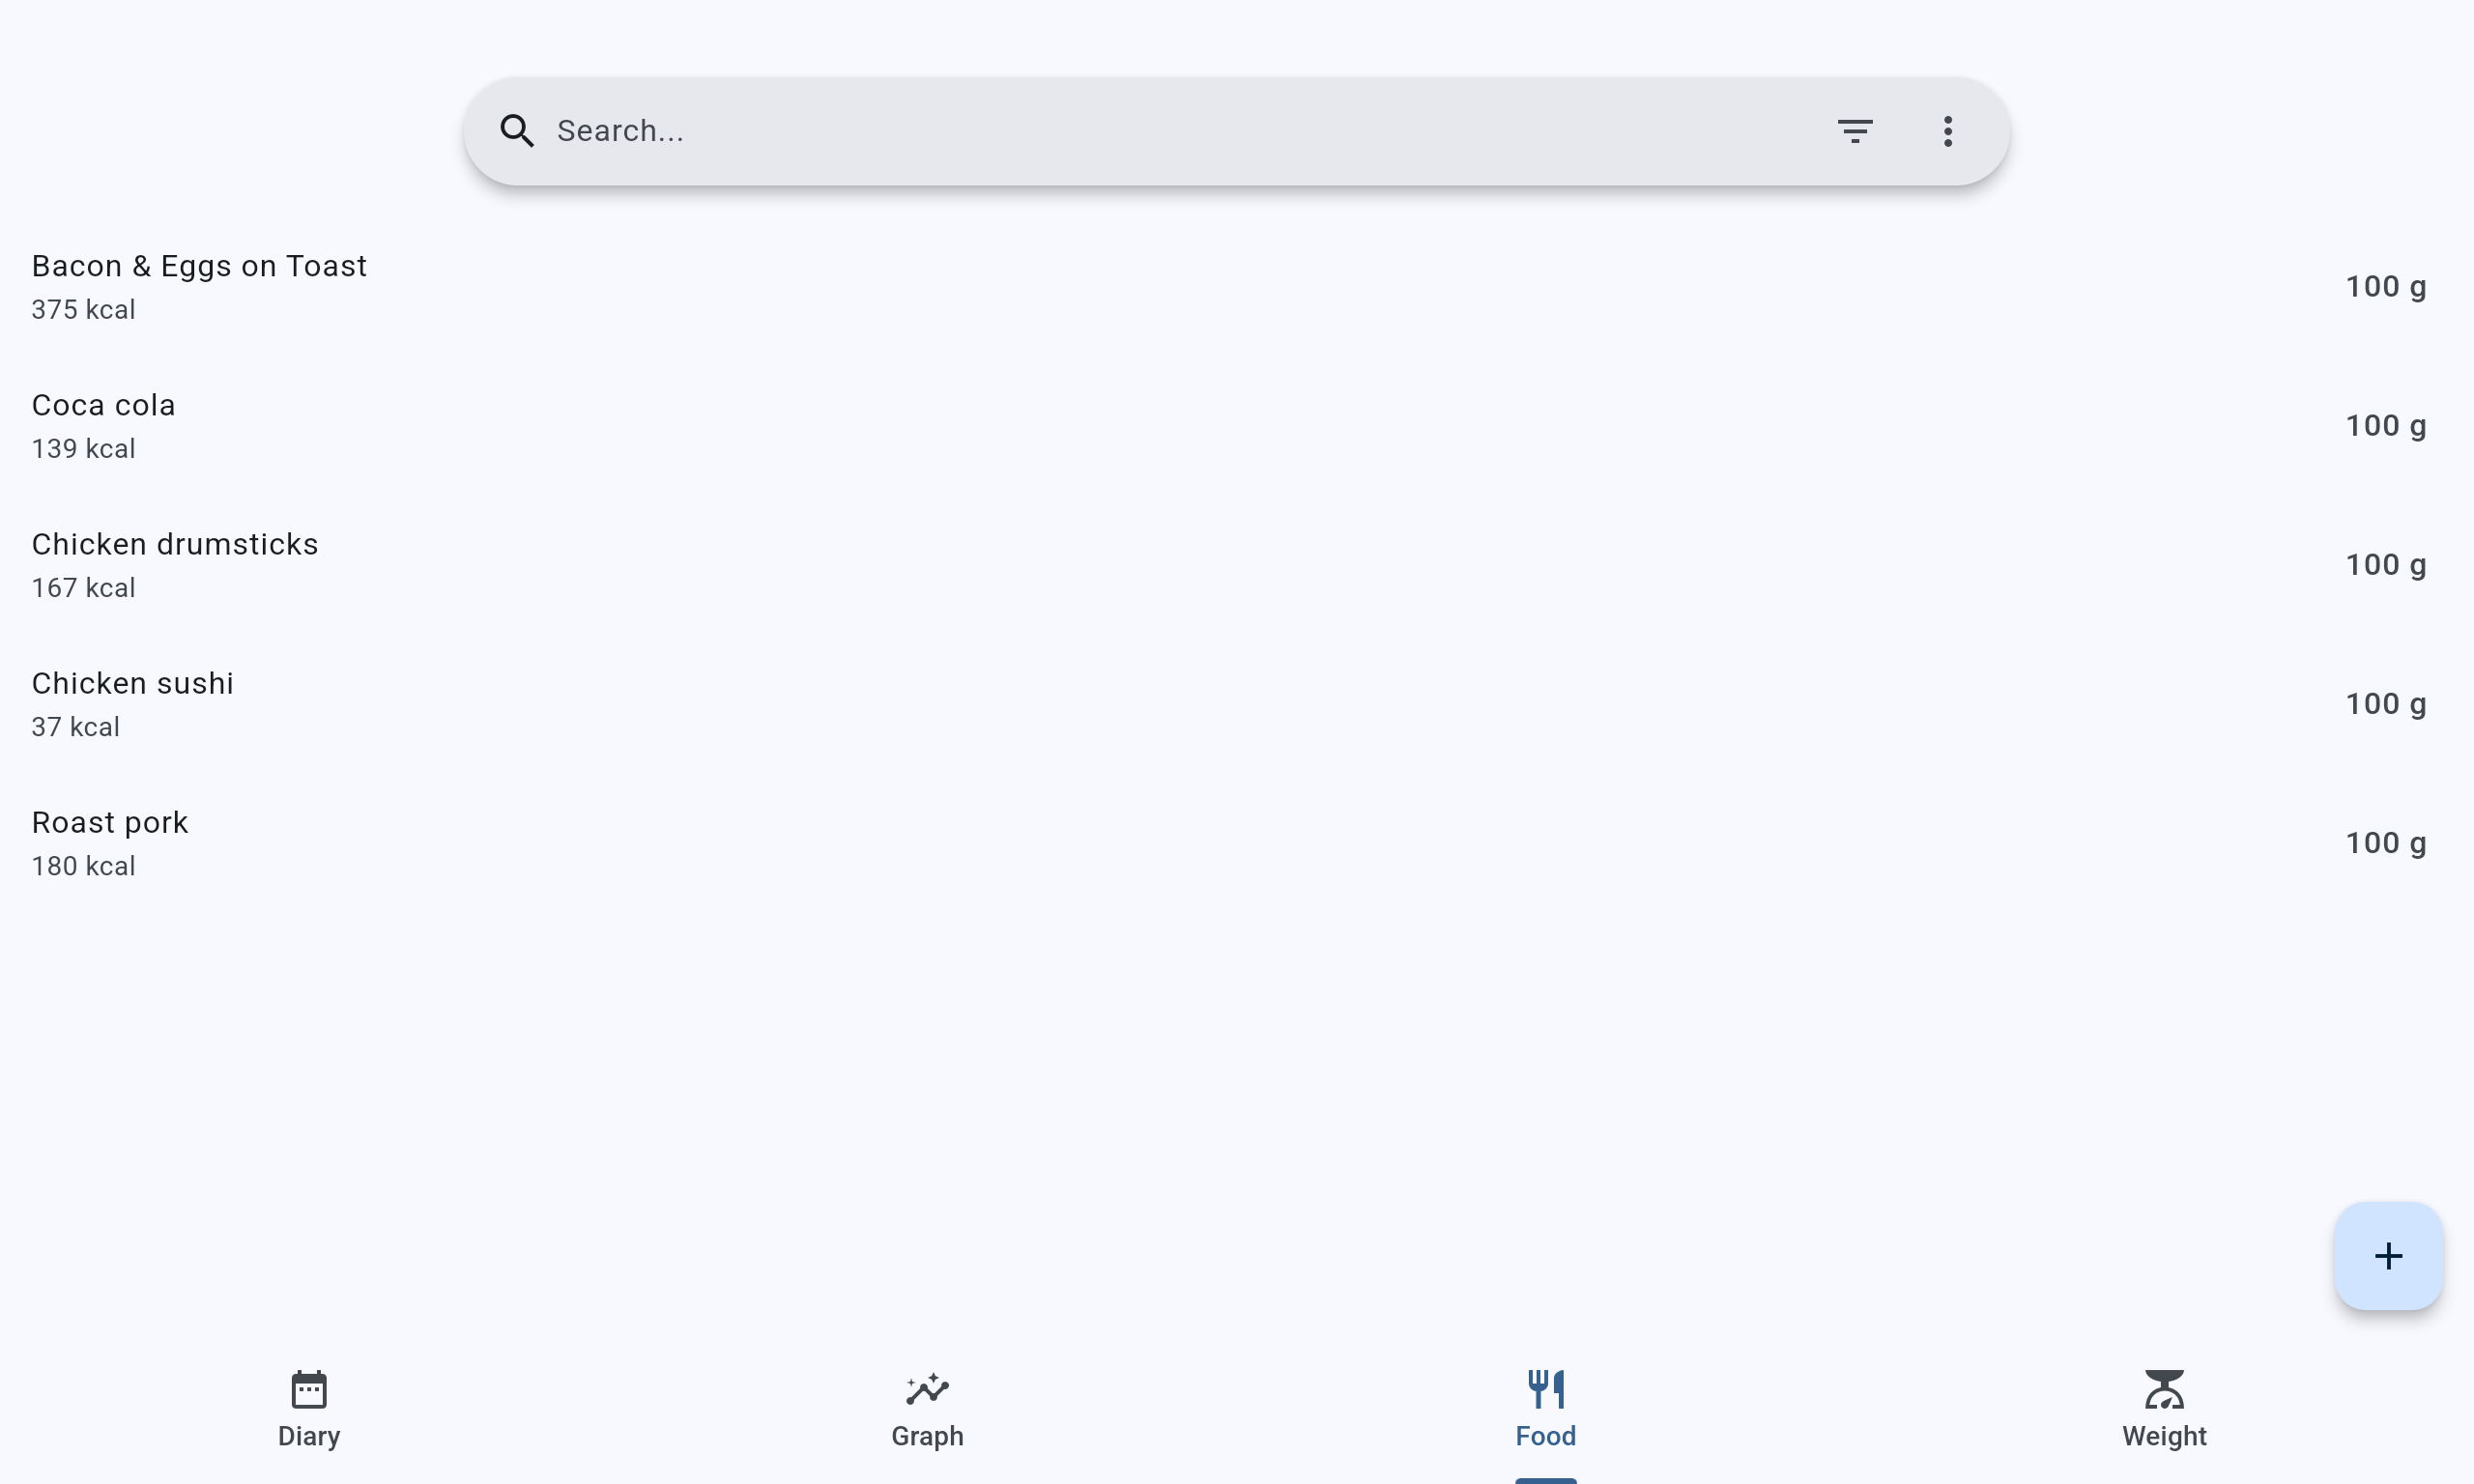 Search...
Bacon & Eggs on Toast
375 kcal
100 g
Coca cola
139 kcal
100 g
Chicken drumsticks
167 kcal
100 g
Chicken sushi
37 kcal
100 g
Roast pork
180 kcal
100 g
+
Diary
Graph
Food
Weight